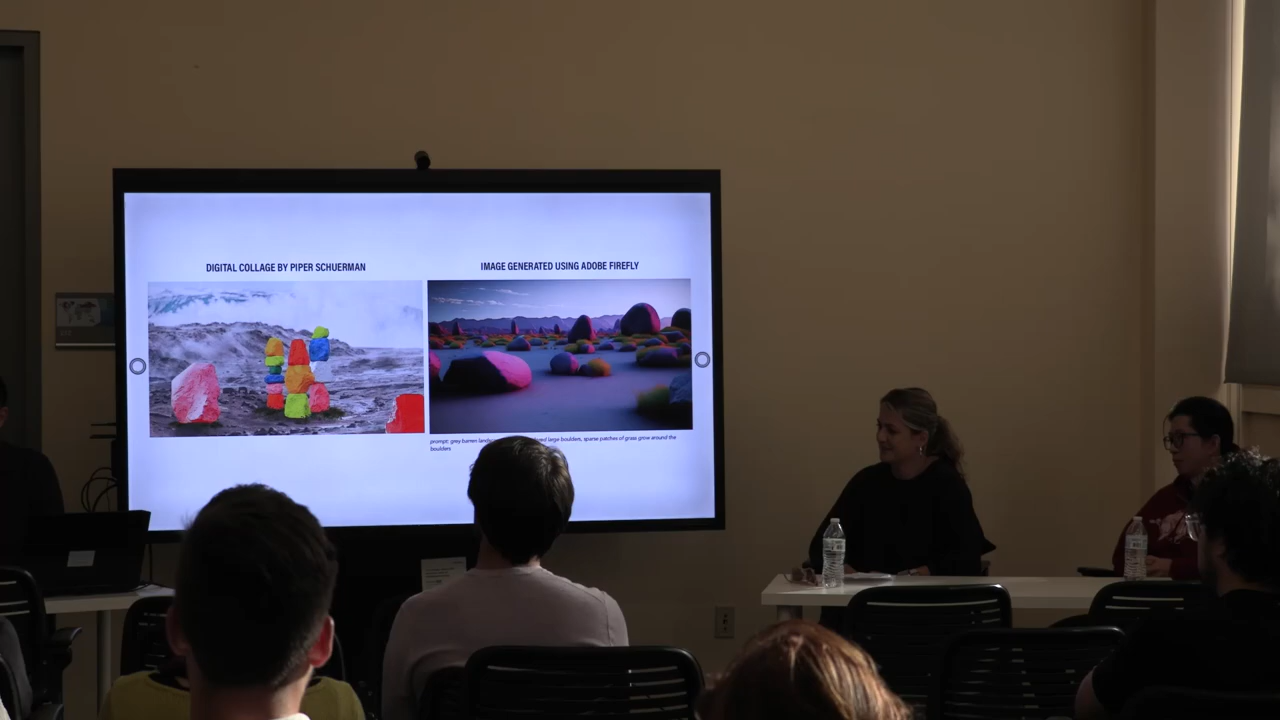 DIGITAL COLLAGE BY PIPER SCHUERMAN
IMAGE GENERATED USING ADOBE FIREFLY
prompt: grey barren large boulders, sparse patches of grass grow around the
boulders